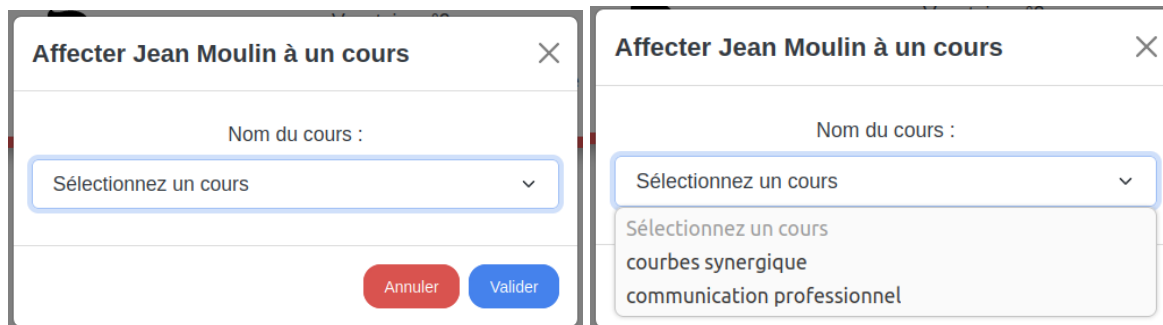 Affecter Jean Moulin à un cours
Nom du cours :
Sélectionnez un cours
Annuler
Valider
Affecter Jean Moulin à un cours
Nom du cours :
Sélectionnez un cours
Sélectionnez un cours
courbes synergique
communication professionnel